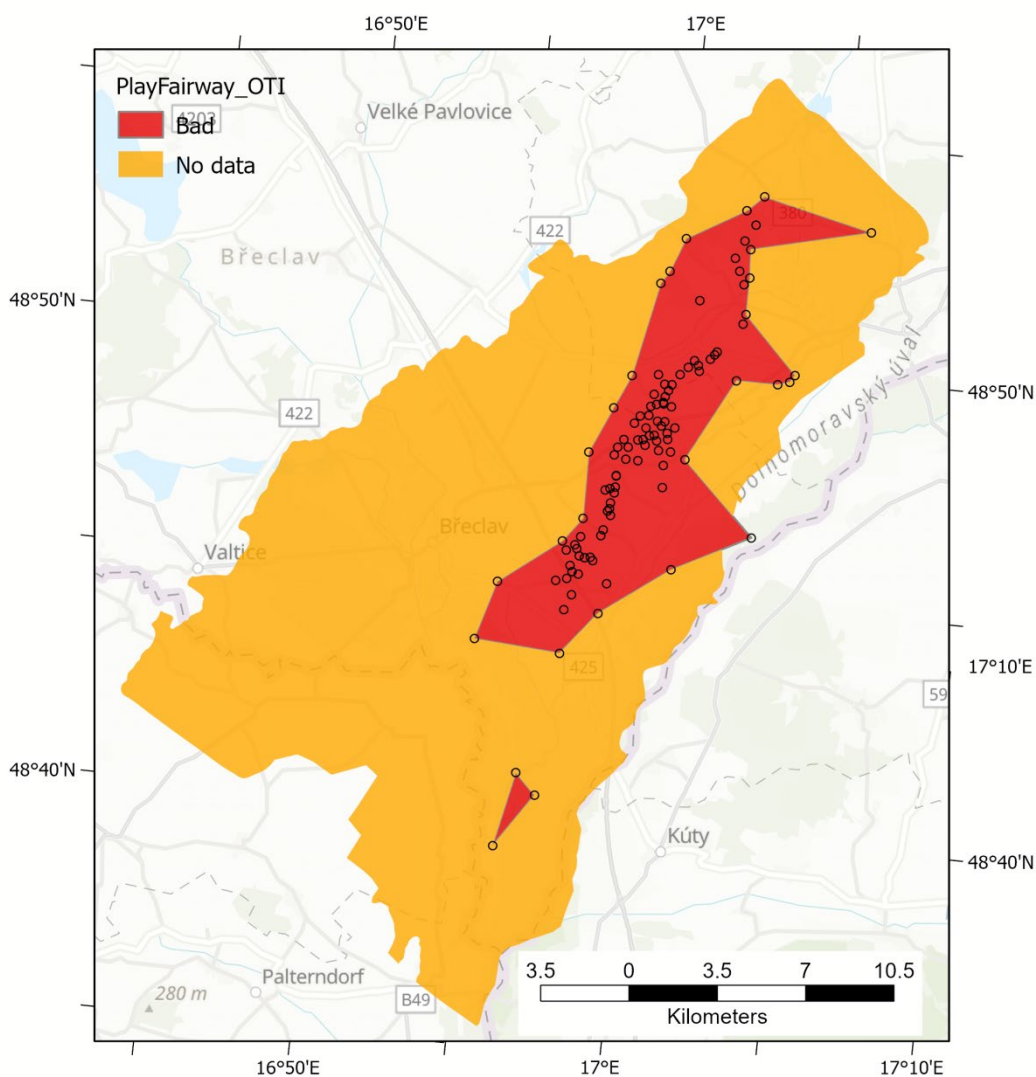 16°50'E
17°E
PlayFairway_OTI
4203
Bad
No data
Velké Pavlovice
380
422
Břeclav
48°50'N
48°50'N
422
Dolnomoravský úval
Břeclav
Valtice
425
17°10'E
59
48°40'N
Kúty
48°40'N
Palterndorf
280 m
B49
3.5 0 3.5 7 10.5
Kilometers
16°50'E
17°E
17°10'E